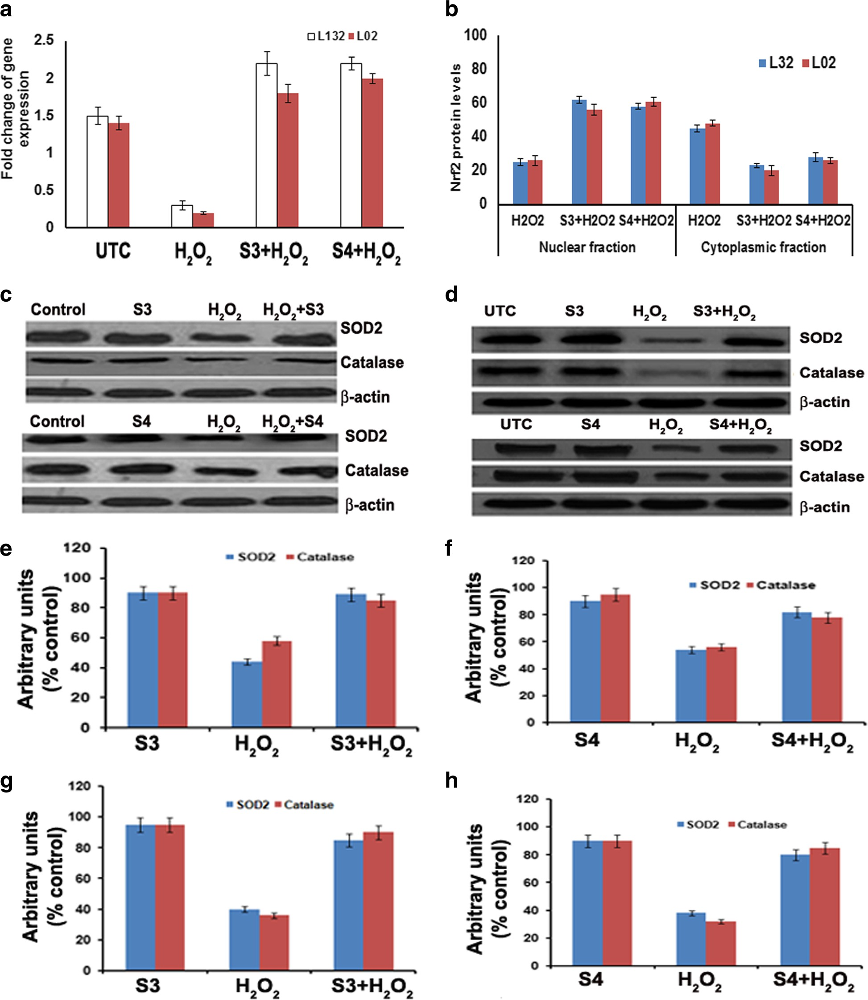 a
2.5
2
1.5
1
0.5
0
Fold change of gene
expression
L132 L02
UTC H₂O₂ S3+H₂O₂ S4+H₂O₂
b
100
80
60
40
20
0
Nrf2 protein levels
L32 L02
H2O2 S3+H2O2 S4+H2O2 H2O2 S3+H2O2 S4+H2O2
Nuclear fraction Cytoplasmic fraction
c
Control S3 H₂O₂ H₂O₂+S3
SOD2
Catalase
β-actin
Control S4 H₂O₂ H₂O₂+S4
SOD2
Catalase
β-actin
d
UTC S3 H₂O₂ S3+H₂O₂
SOD2
Catalase
β-actin
UTC S4 H₂O₂ S4+H₂O₂
SOD2
Catalase
β-actin
e
120
100
80
60
40
20
0
Arbitrary units
(% control)
SOD2 Catalase
S3 H₂O₂ S3+H₂O₂
f
120
100
80
60
40
20
0
Arbitrary units
(% control)
SOD2 Catalase
S4 H₂O₂ S4+H₂O₂
g
120
100
80
60
40
20
0
Arbitrary units
(% control)
SOD2 Catalase
S3 H₂O₂ S3+H₂O₂
h
120
100
80
60
40
20
0
Arbitrary units
(% control)
SOD2 Catalase
S4 H₂O₂ S4+H₂O₂